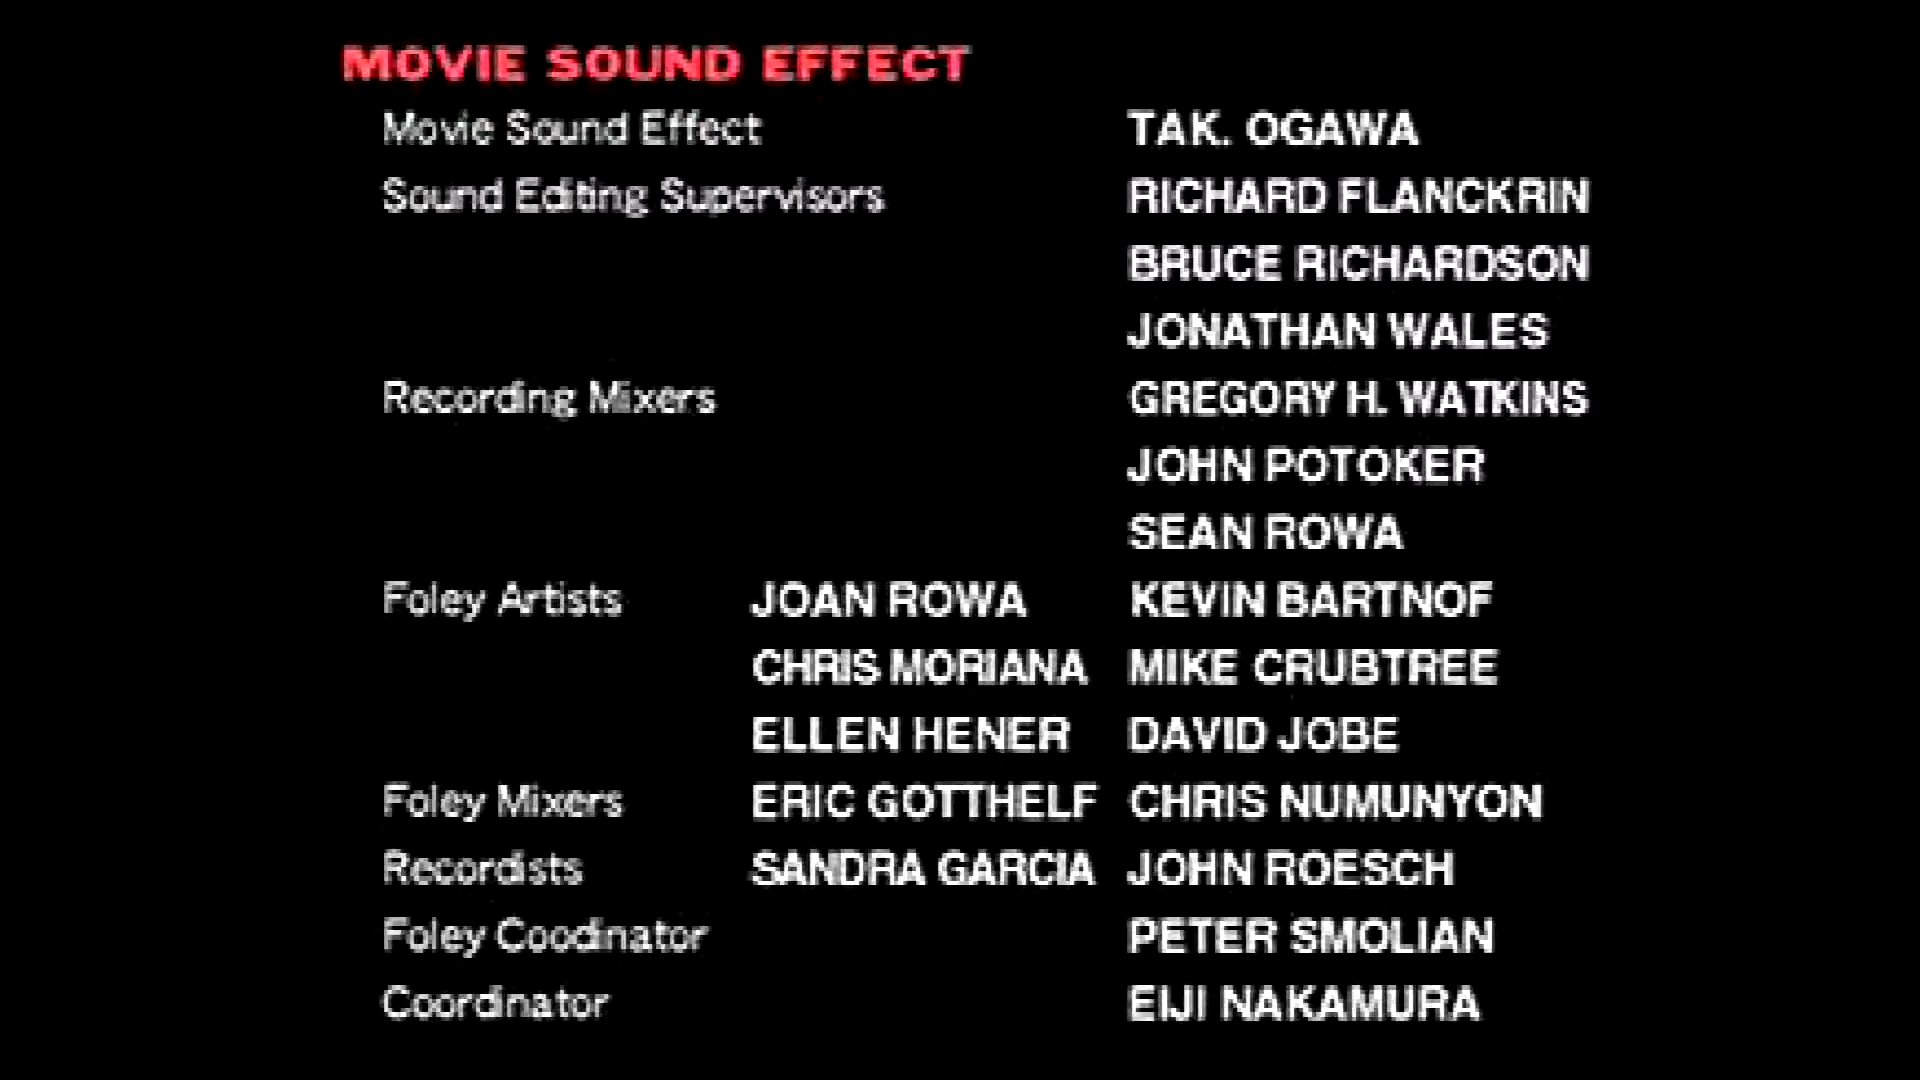 MOVIE SOUND EFFECT
Movie Sound Effect TAK. OGAWA
Sound Editing Supervisors RICHARD FLANCKRIN
BRUCE RICHARDSON
JONATHAN WALES
Recording Mixers GREGORY H. WATKINS
JOHN POTOKER
SEAN ROWA
Foley Artists JOAN ROWA KEVIN BARTNOF
CHRIS MORIANA MIKE CRUBTREE
ELLEN HENER DAVID JOBE
Foley Mixers ERIC GOTTHELF CHRIS NUMUNYON
Recordists SANDRA GARCIA JOHN ROESCH
Foley Coodinator PETER SMOLIAN
Coordinator EIJI NAKAMURA